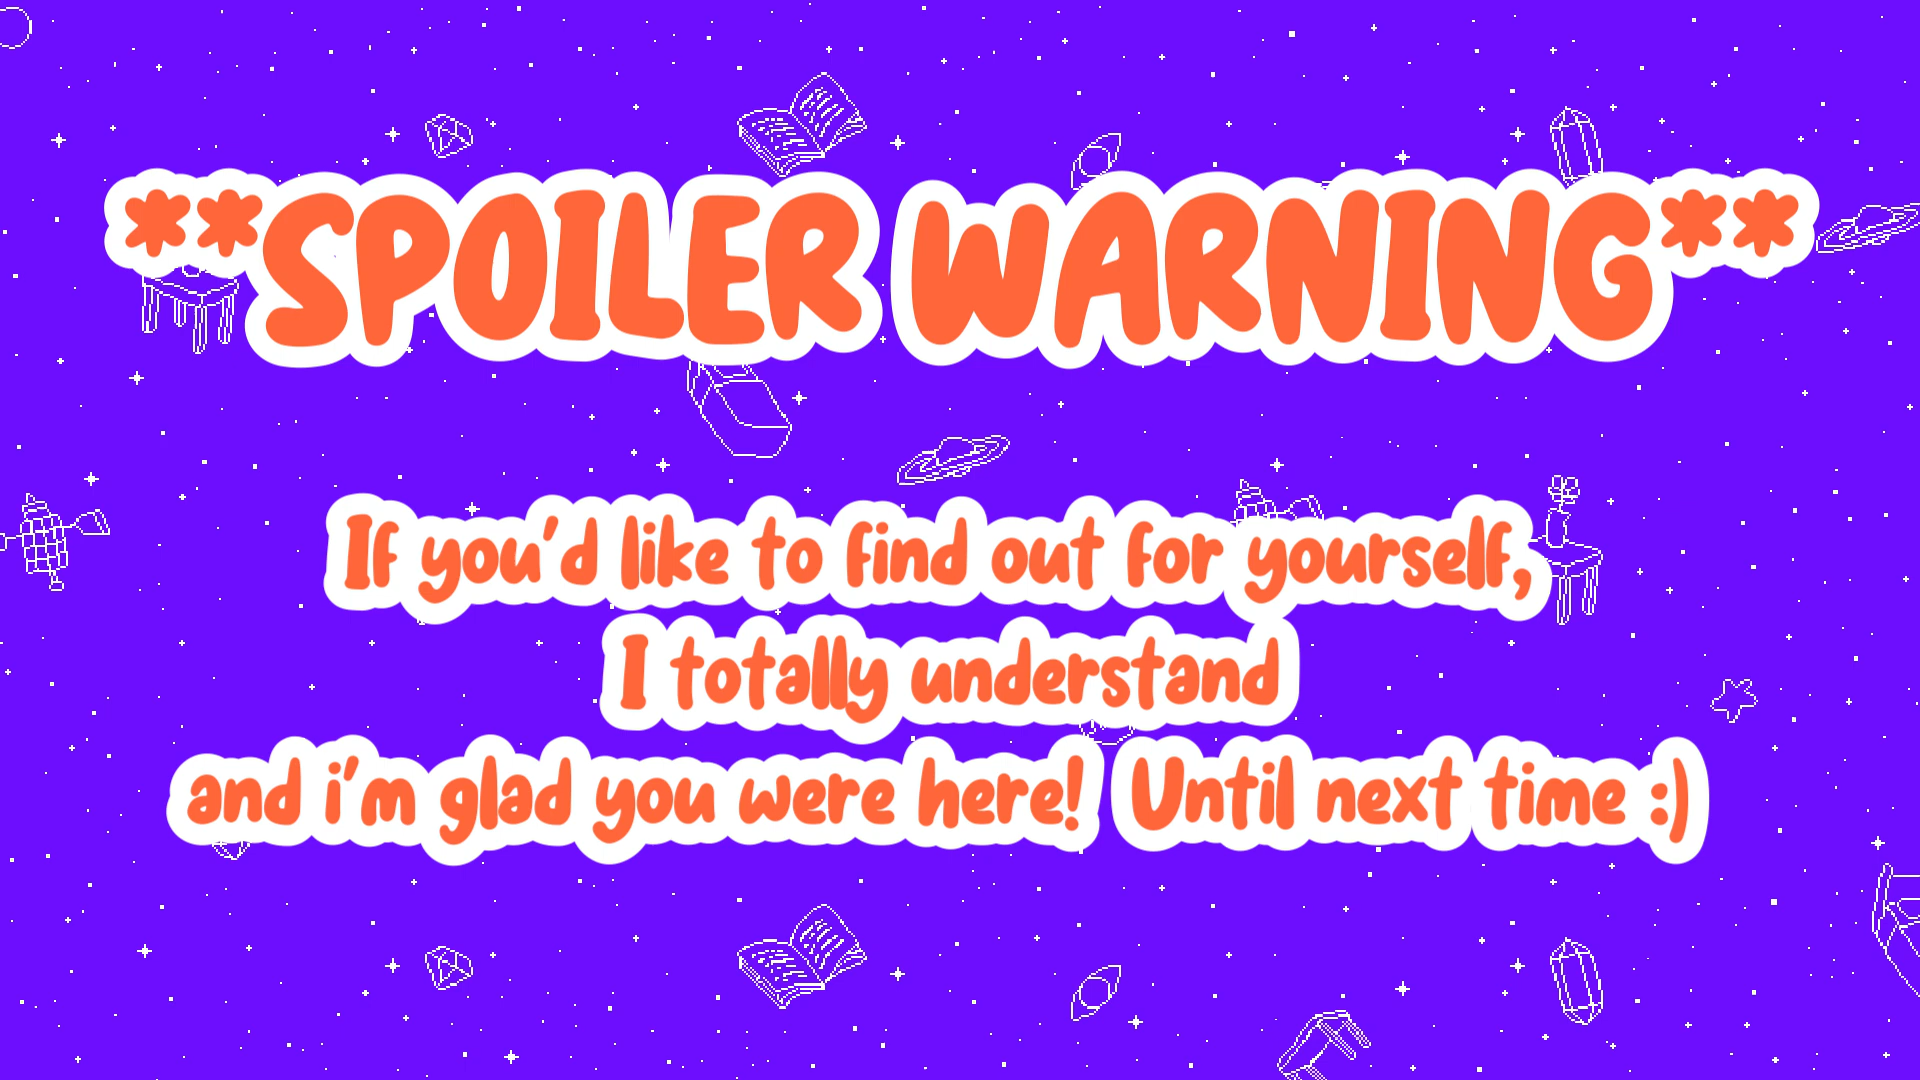 **SPOILER WARNING**
If you'd like to find out for yourself,
I totally understand
and i'm glad you were here! Until next time :)